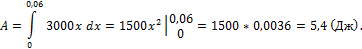 A = ∫₀^0,06 3000x dx = 1500x² |₀^0,06 = 1500 * 0,0036 = 5,4 (Дж).